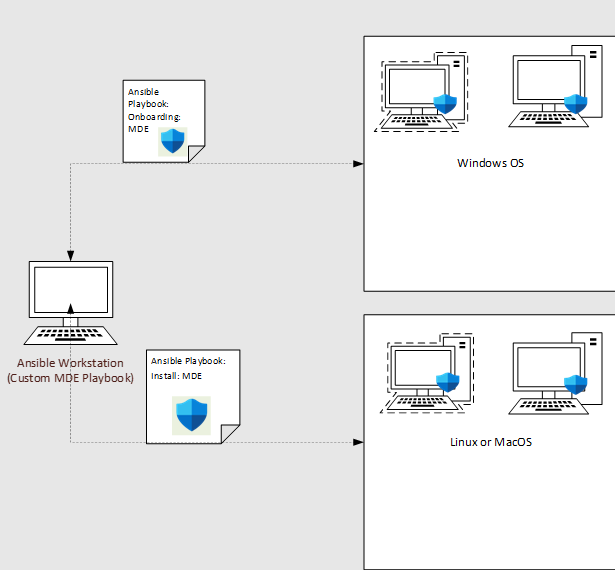 Ansible
Playbook:
Onboarding:
MDE
Windows OS
Ansible Workstation
(Custom MDE Playbook)
Ansible Playbook:
Install: MDE
Linux or MacOS